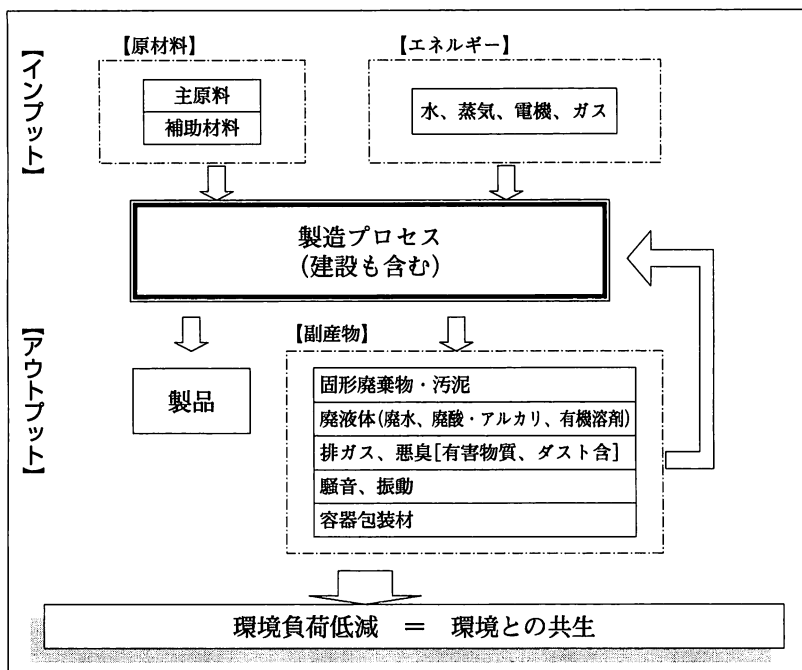 【インプット】
【原材料】
主原料
補助材料
【エネルギー】
水、蒸気、電機、ガス
製造プロセス
(建設も含む)
【アウトプット】
製品
【副産物】
固形廃棄物・汚泥
廃液体(廃水、廃酸・アルカリ、有機溶剤)
排ガス、悪臭[有害物質、ダスト含]
騒音、振動
容器包装材
環境負荷低減 = 環境との共生